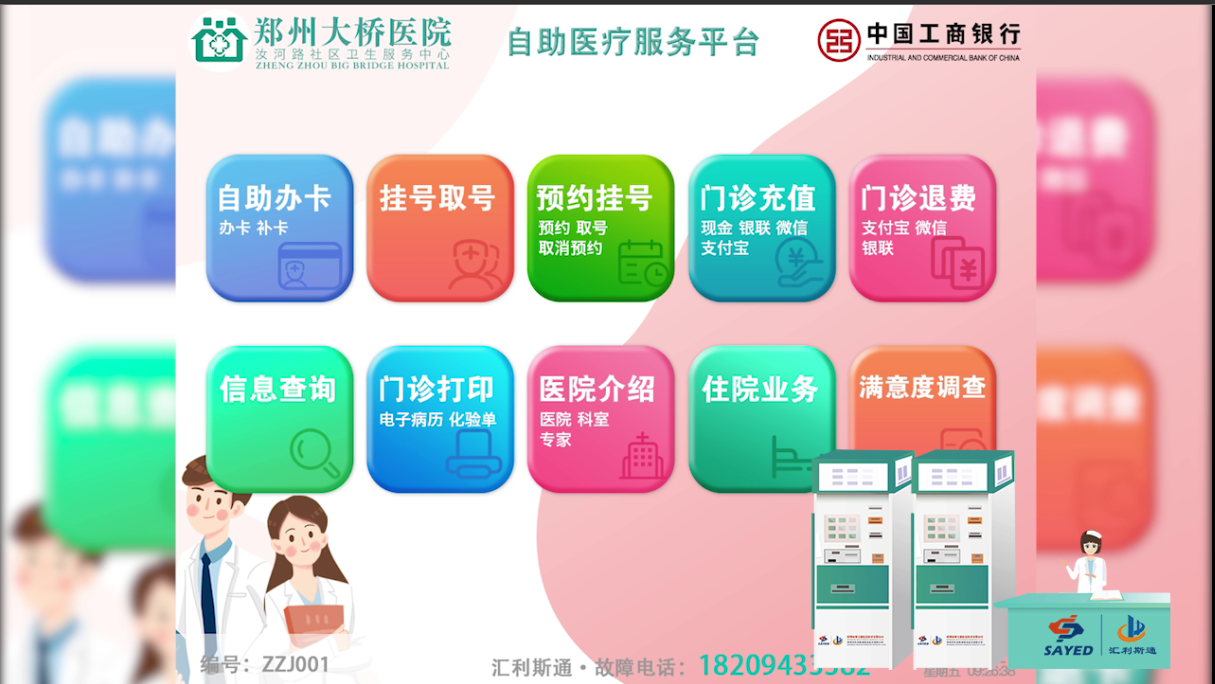 郑州大桥医院
汝河路社区卫生服务中心
ZHENG ZHOU BIG BRIDGE HOSPITAL
自助医疗服务平台
中国工商银行
INDUSTRIAL AND COMMERCIAL BANK OF CHINA
自助办卡
办卡 补卡
挂号取号
预约挂号
预约 取号
取消预约
门诊充值
现金 银联 微信
支付宝
门诊退费
支付宝 微信
银联
信息查询
门诊打印
电子病历 化验单
医院介绍
医院 科室
专家
住院业务
满意度调查
SAYED
汇利斯通
编号：ZZJ001
汇利斯通·故障电话：
星期五 09:26:38